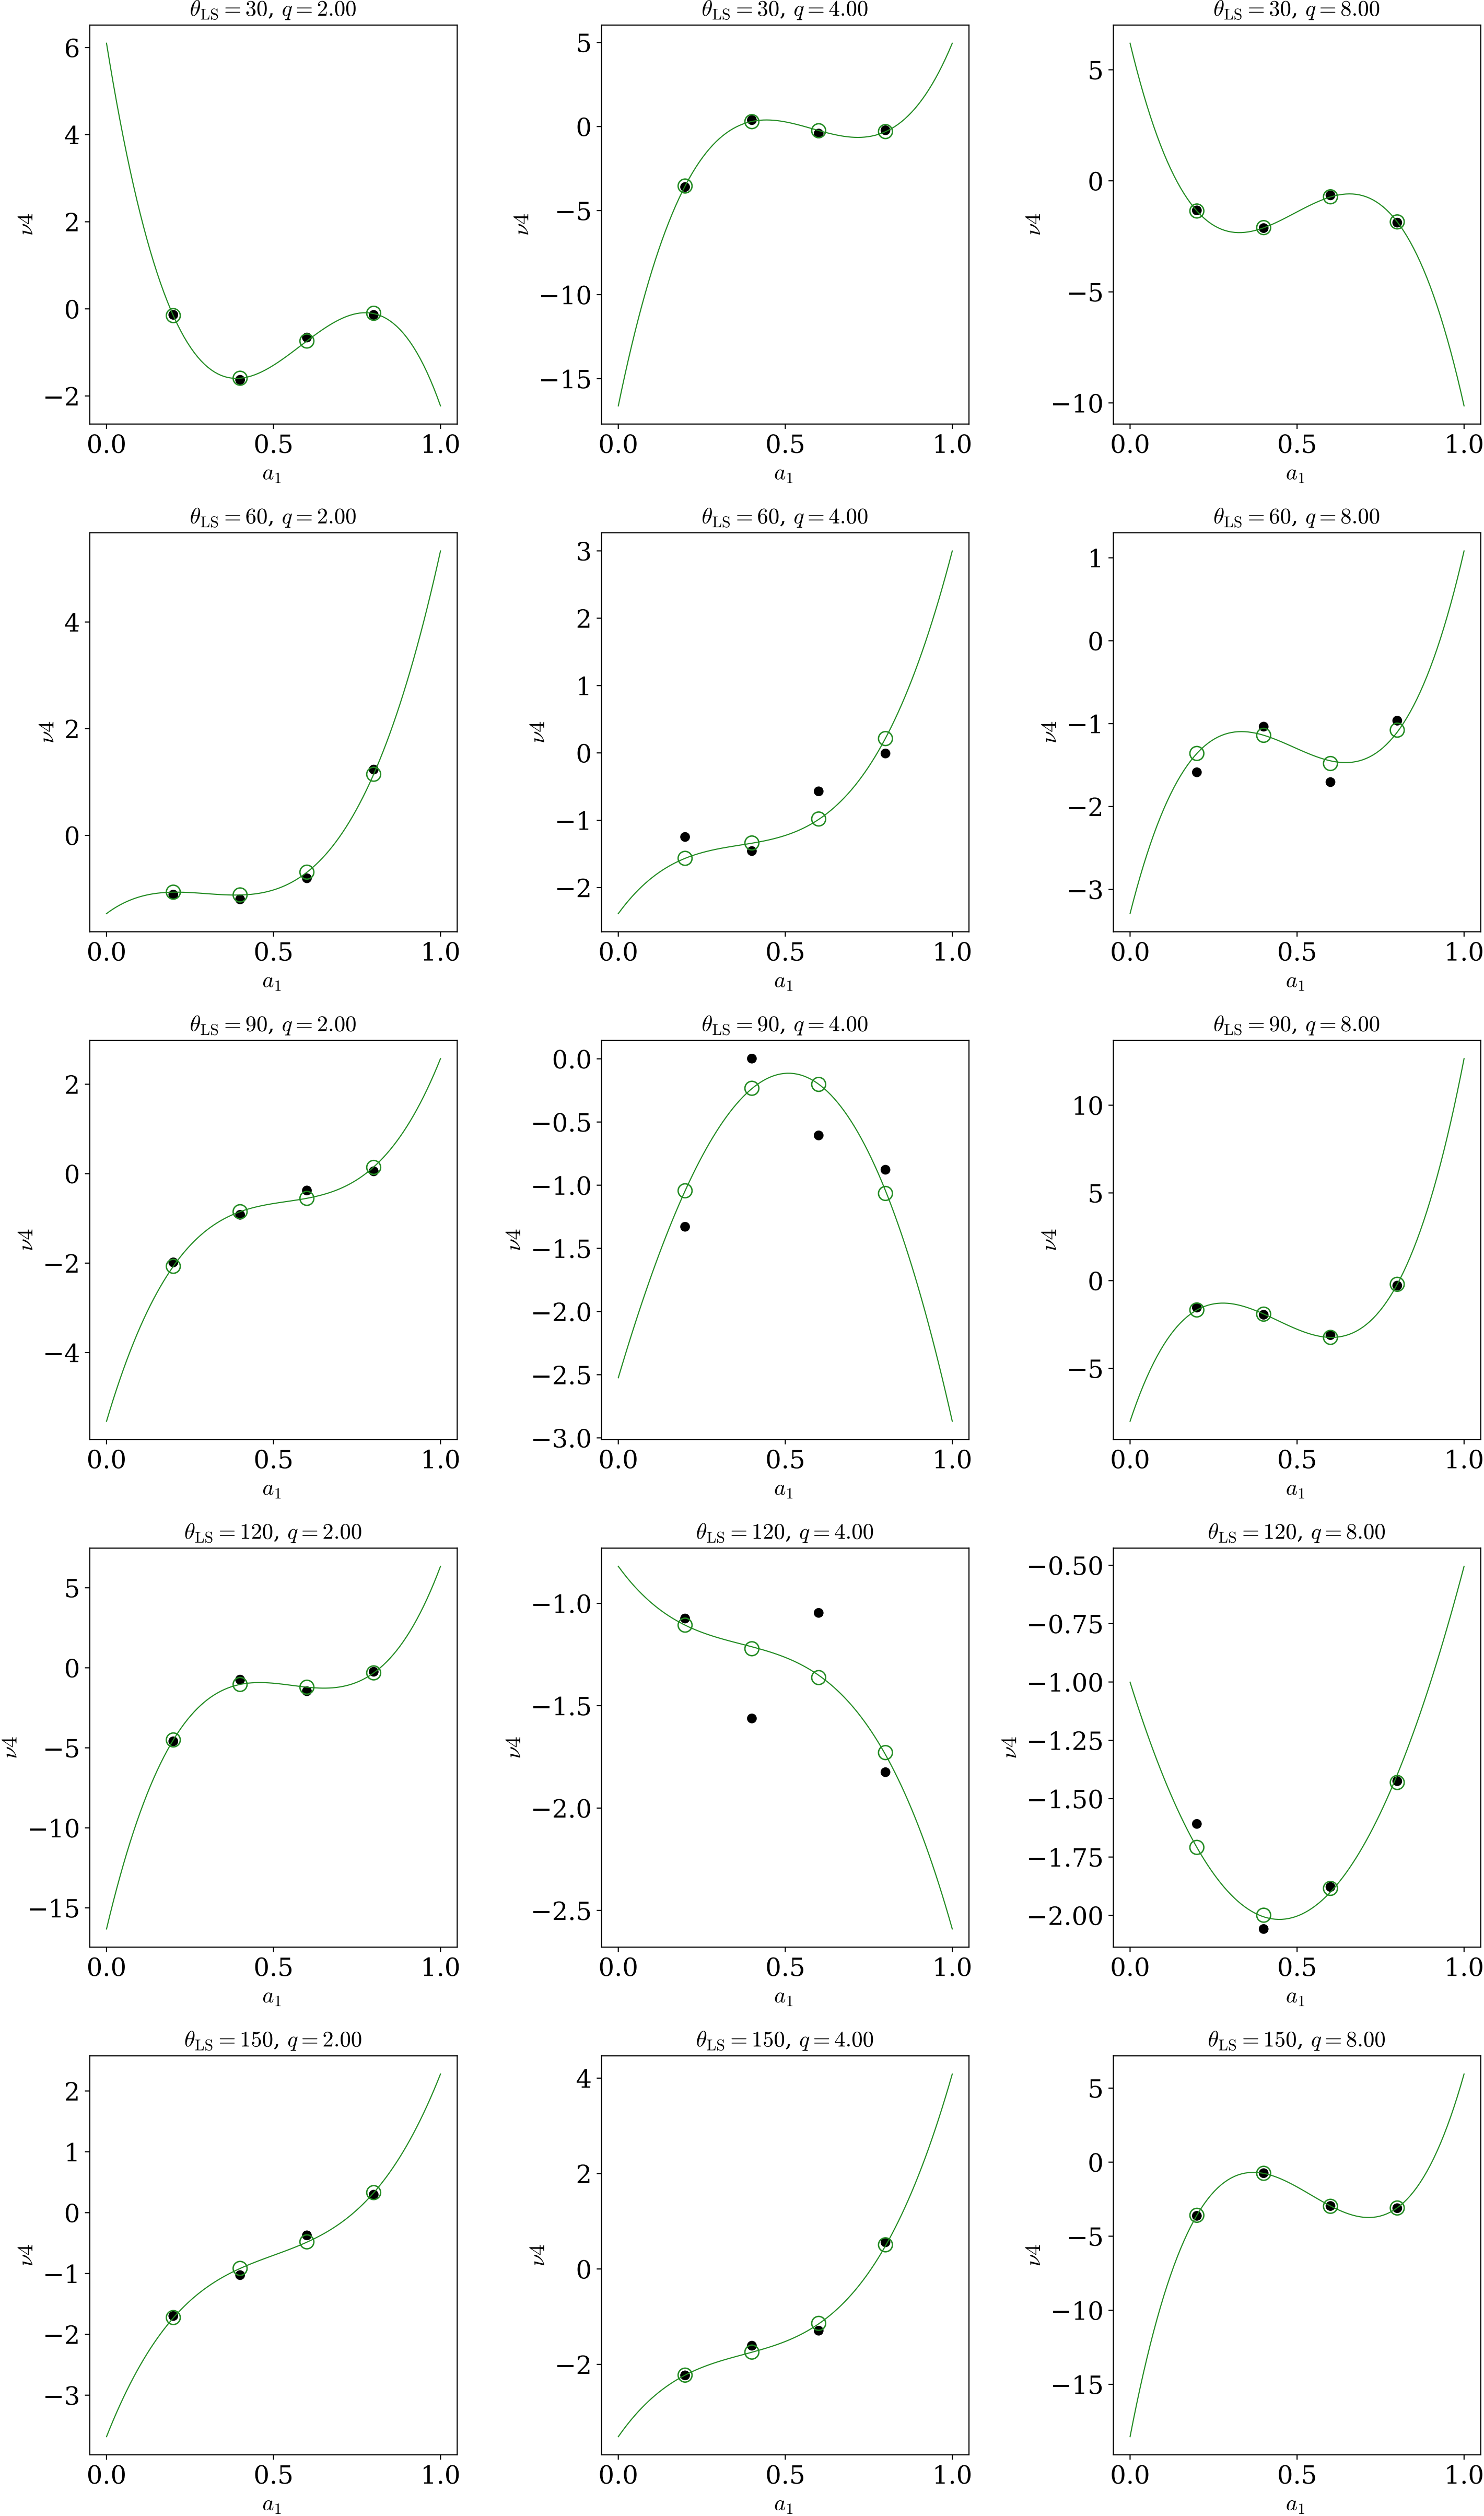 θLS = 30, q = 2.00
6
4
2
0
−2
ν4
0.0 0.5 1.0
a1
θLS = 30, q = 4.00
5
0
−5
−10
−15
ν4
0.0 0.5 1.0
a1
θLS = 30, q = 8.00
5
0
−5
−10
ν4
0.0 0.5 1.0
a1
θLS = 60, q = 2.00
4
2
0
ν4
0.0 0.5 1.0
a1
θLS = 60, q = 4.00
3
2
1
0
−1
−2
ν4
0.0 0.5 1.0
a1
θLS = 60, q = 8.00
1
0
−1
−2
−3
ν4
0.0 0.5 1.0
a1
θLS = 90, q = 2.00
2
0
−2
−4
ν4
0.0 0.5 1.0
a1
θLS = 90, q = 4.00
0.0
−0.5
−1.0
−1.5
−2.0
−2.5
−3.0
ν4
0.0 0.5 1.0
a1
θLS = 90, q = 8.00
10
5
0
−5
ν4
0.0 0.5 1.0
a1
θLS = 120, q = 2.00
5
0
−5
−10
−15
ν4
0.0 0.5 1.0
a1
θLS = 120, q = 4.00
−1.0
−1.5
−2.0
−2.5
ν4
0.0 0.5 1.0
a1
θLS = 120, q = 8.00
−0.50
−0.75
−1.00
−1.25
−1.50
−1.75
−2.00
ν4
0.0 0.5 1.0
a1
θLS = 150, q = 2.00
2
1
0
−1
−2
−3
ν4
0.0 0.5 1.0
a1
θLS = 150, q = 4.00
4
2
0
−2
ν4
0.0 0.5 1.0
a1
θLS = 150, q = 8.00
5
0
−5
−10
−15
ν4
0.0 0.5 1.0
a1